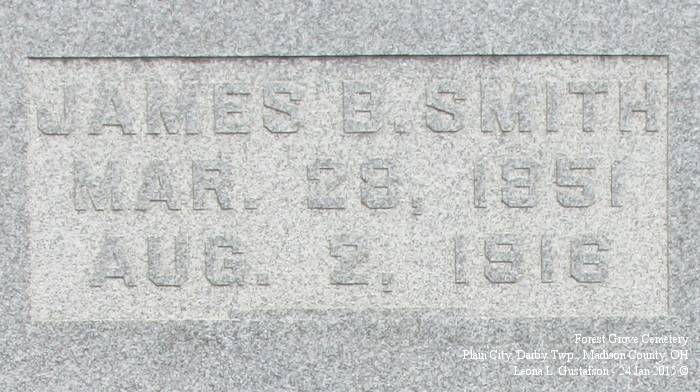 JAMES B. SMITH
MAR. 28, 1851
AUG. 2, 1916
Forest Grove Cemetery
Plain City, Darby Twp., Madison County, OH
Leona L. Gustafson - 24 Jan 2015 ©